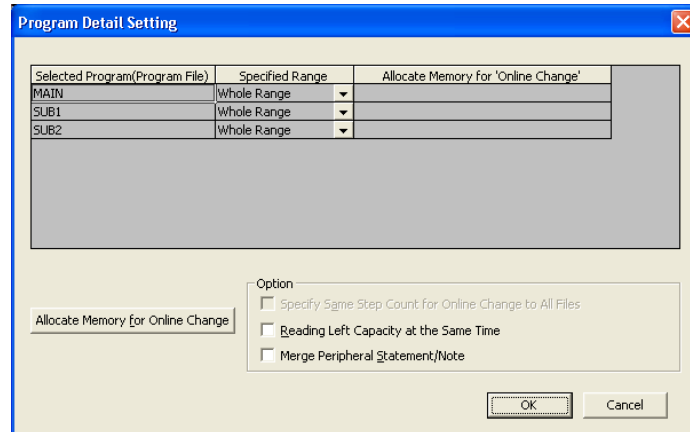 Program Detail Setting
Selected Program(Program File) Specified Range Allocate Memory for 'Online Change'
MAIN Whole Range
SUB1 Whole Range
SUB2 Whole Range
Option
Specify Same Step Count for Online Change to All Files
Allocate Memory for Online Change
Reading Left Capacity at the Same Time
Merge Peripheral Statement/Note
OK Cancel